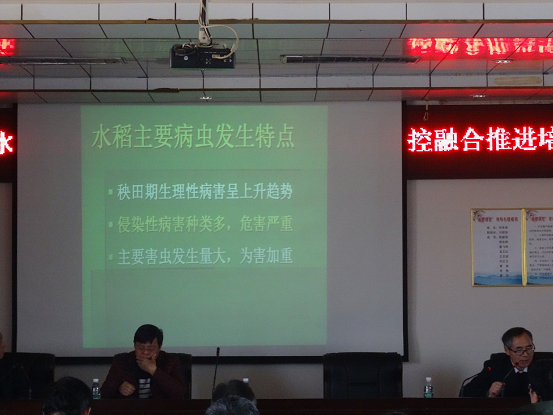 水稻主要病虫发生特点
秧田期生理性病害呈上升趋势
侵染性病害种类多，危害严重
主要害虫发生量大，为害加重
水
控融合推进培